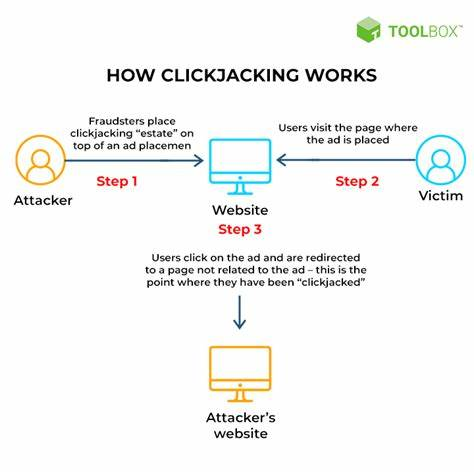 TOOLBOX™
HOW CLICKJACKING WORKS
Fraudsters place
clickjacking “estate” on
top of an ad placemen
Users visit the page where
the ad is placed
Step 1
Step 2
Attacker
Website
Victim
Step 3
Users click on the ad and are redirected
to a page not related to the ad – this is the
point where they have been “clickjacked”
Attacker’s
website